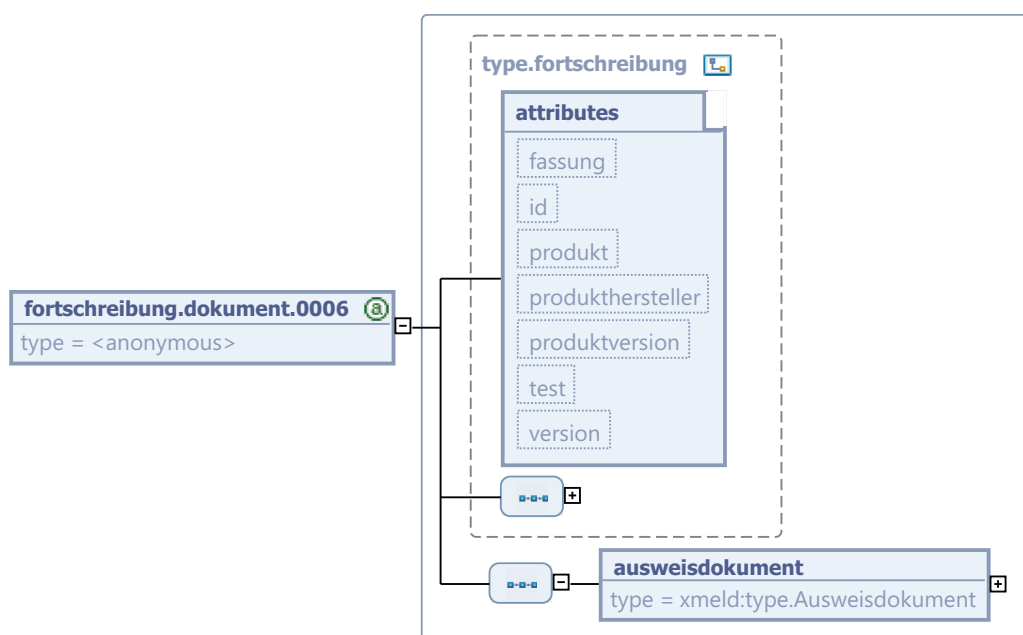 type.fortschreibung
attributes
fassung
id
produkt
produkthersteller
produktversion
test
version
fortschreibung.dokument.0006 @
type = <anonymous>
ausweisdokument
type = xmeld:type.Ausweisdokument